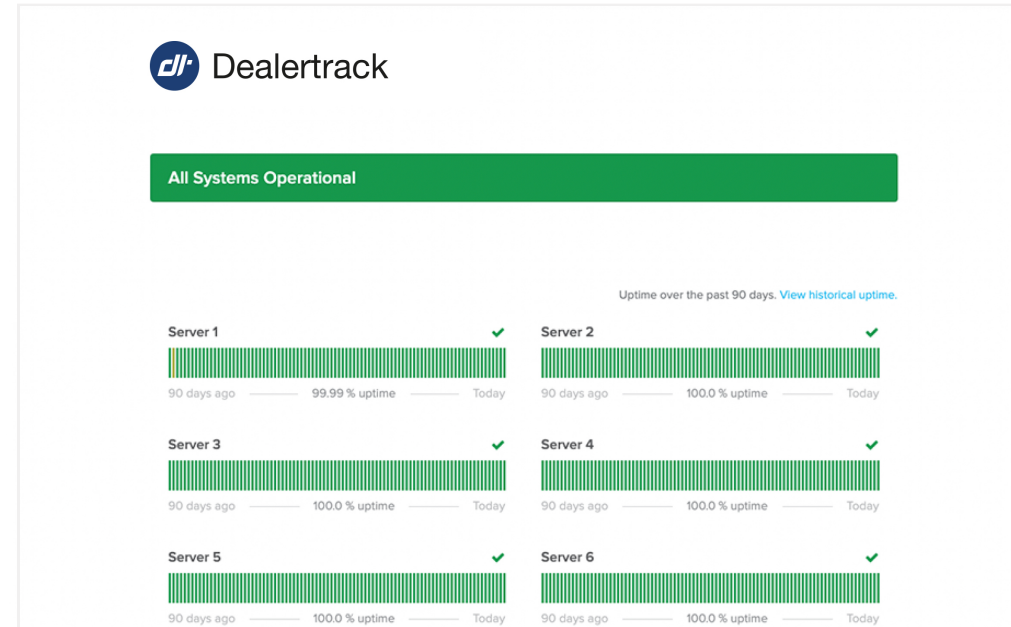 dt
Dealertrack
All Systems Operational
Uptime over the past 90 days. View historical uptime.
Server 1
90 days ago 99.99 % uptime Today
Server 2
90 days ago 100.0 % uptime Today
Server 3
90 days ago 100.0 % uptime Today
Server 4
90 days ago 100.0 % uptime Today
Server 5
90 days ago 100.0 % uptime Today
Server 6
90 days ago 100.0 % uptime Today